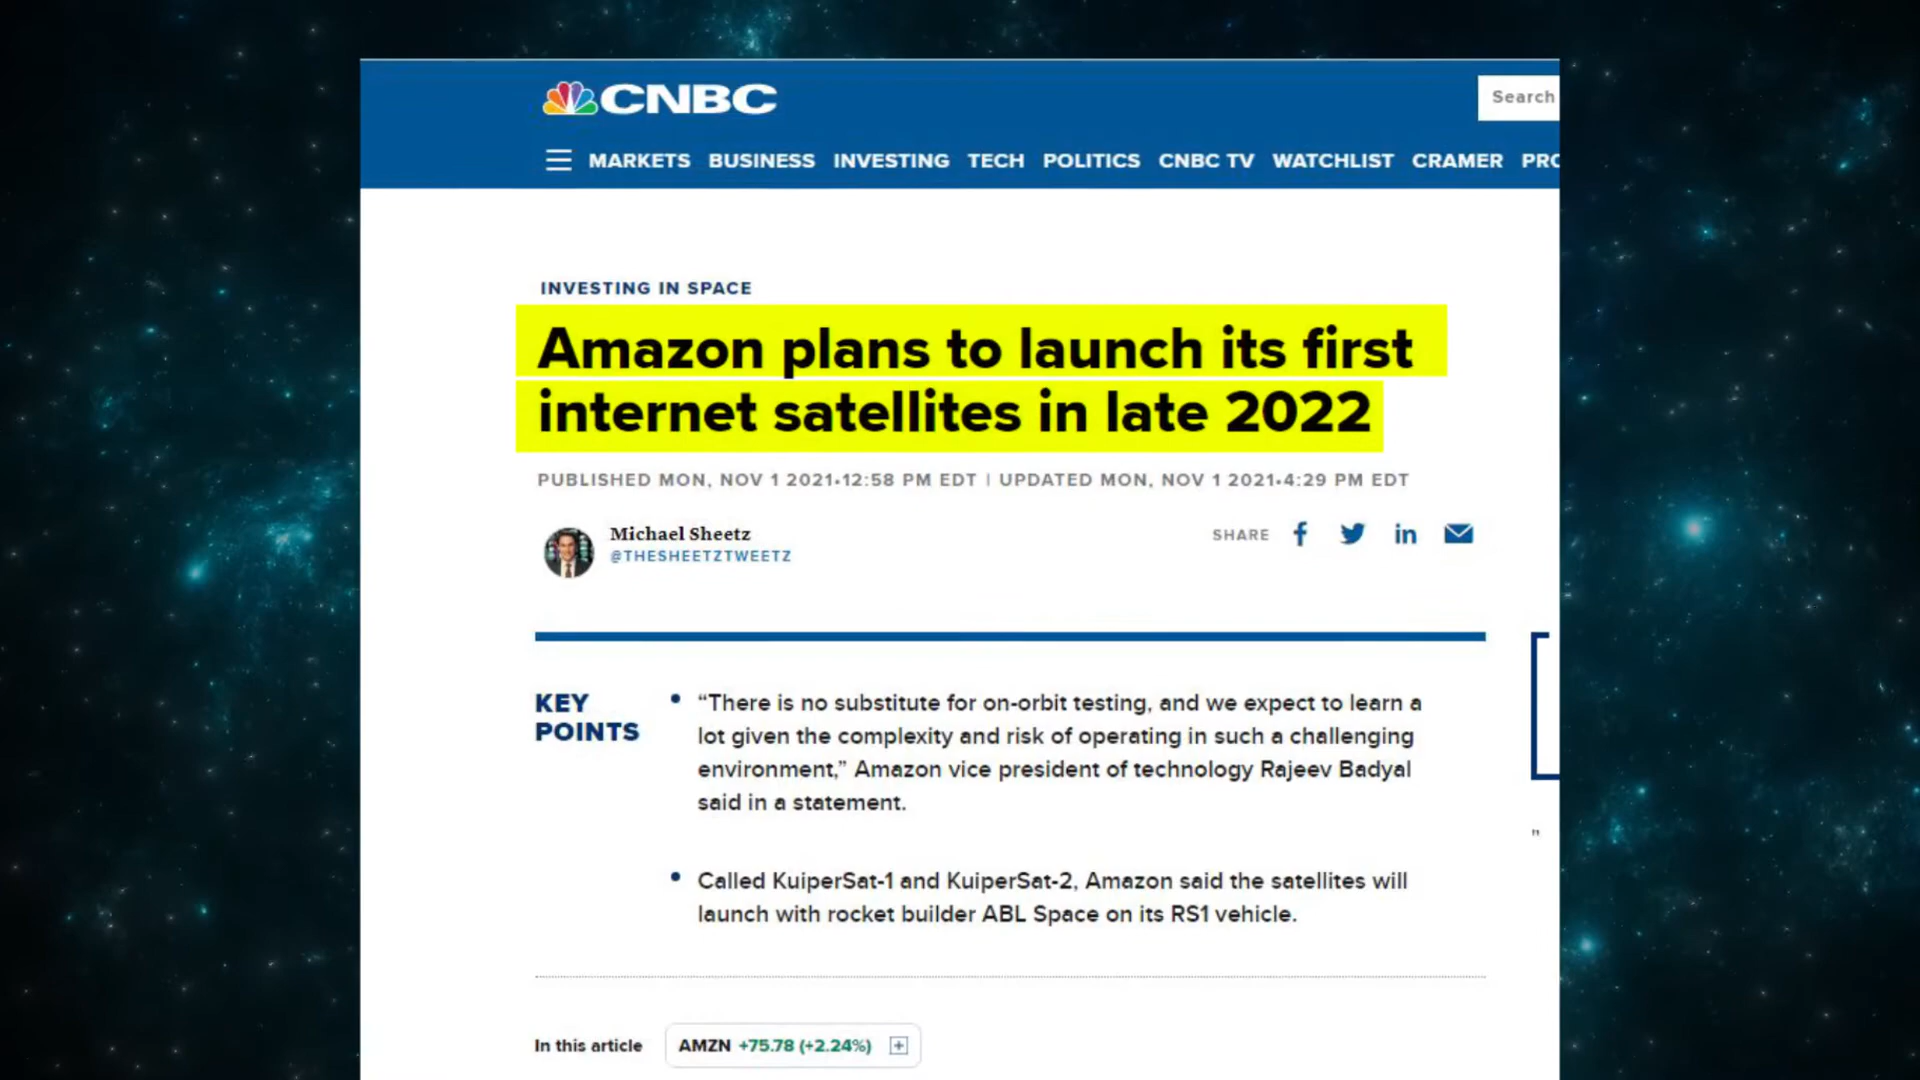 CNBC
Search
MARKETS BUSINESS INVESTING TECH POLITICS CNBC TV WATCHLIST CRAMER PRO
INVESTING IN SPACE
Amazon plans to launch its first
internet satellites in late 2022
PUBLISHED MON, NOV 1 2021•12:58 PM EDT | UPDATED MON, NOV 1 2021•4:29 PM EDT
Michael Sheetz
@THESHEETZTWEETZ
SHARE
KEY
POINTS
• “There is no substitute for on-orbit testing, and we expect to learn a
lot given the complexity and risk of operating in such a challenging
environment,” Amazon vice president of technology Rajeev Badyal
said in a statement.
"
• Called KuiperSat-1 and KuiperSat-2, Amazon said the satellites will
launch with rocket builder ABL Space on its RS1 vehicle.
In this article
AMZN +75.78 (+2.24%)